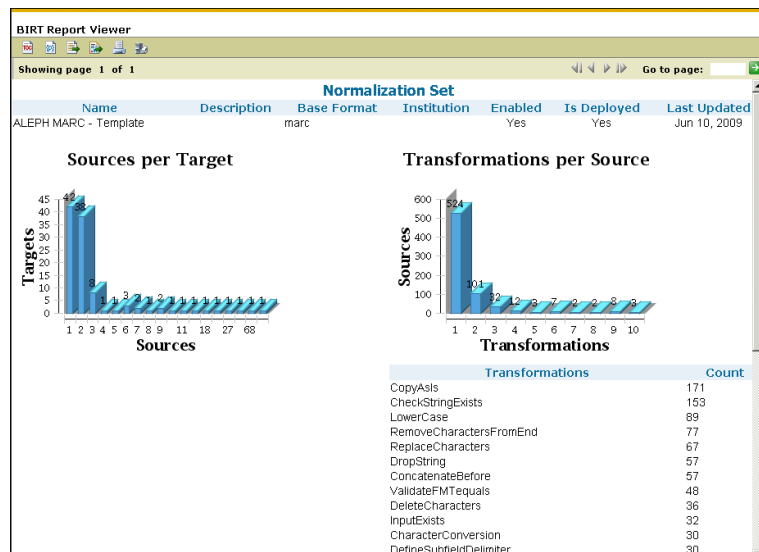 BIRT Report Viewer
Showing page 1 of 1
Go to page:
Normalization Set
Name Description Base Format Institution Enabled Is Deployed Last Updated
ALEPH MARC - Template marc Yes Yes Jun 10, 2009
Sources per Target
45
40
35
30
25
20
15
10
5
0
Targets
42 38 8 1 1 3 2 1 2 1 1 1 1 1 1 1 1
1 2 3 4 5 6 7 8 9 11 18 27 68
Sources
Transformations per Source
600
500
400
300
200
100
0
Sources
524 101 32 12 3 7 2 2 8 3
1 2 3 4 5 6 7 8 9 10
Transformations
Transformations Count
CopyAsIs 171
CheckStringExists 153
LowerCase 89
RemoveCharactersFromEnd 77
ReplaceCharacters 67
DropString 57
ConcatenateBefore 57
ValidateFMTequals 48
DeleteCharacters 36
InputExists 32
CharacterConversion 30
DefineSubfieldDelimiter 30